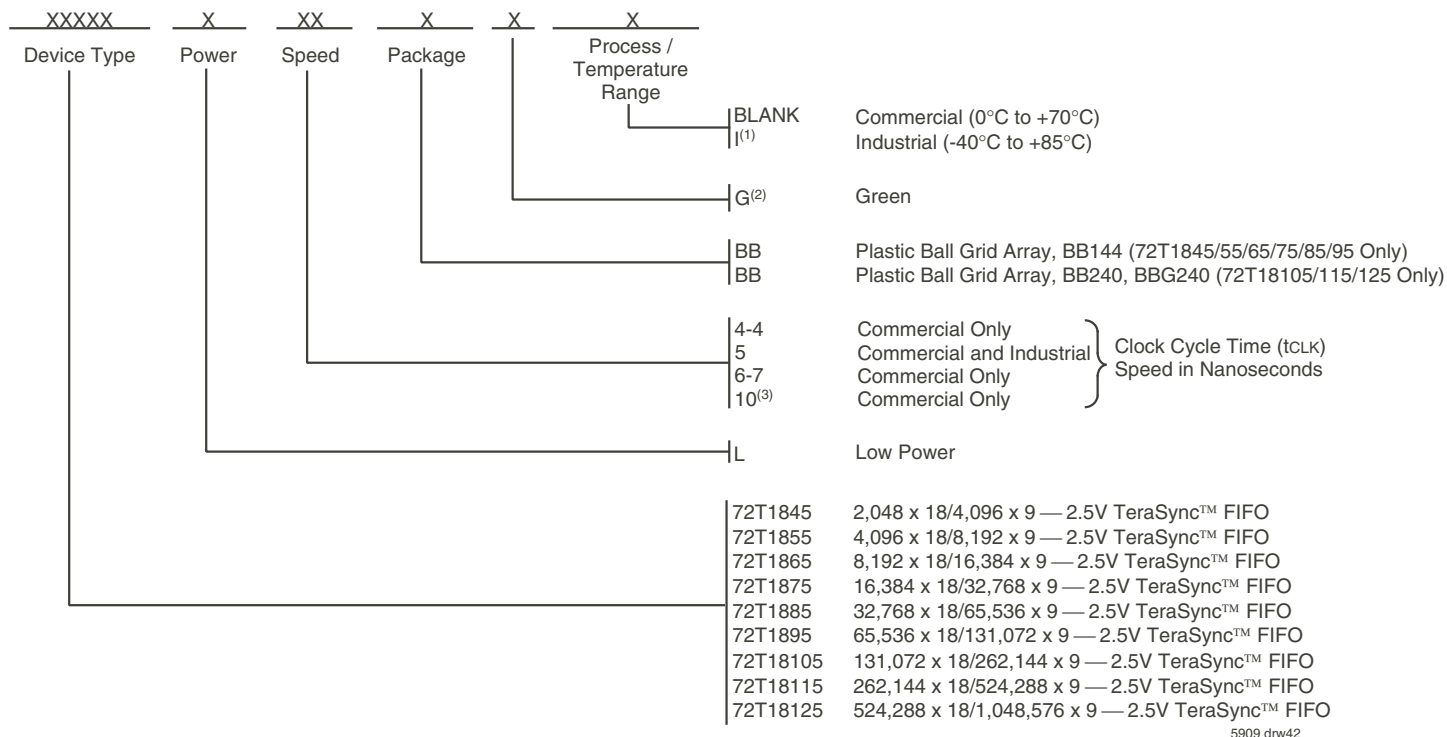 XXXXX X XX X X X
Device Type Power Speed Package Process / Temperature Range
BLANK Commercial (0°C to +70°C)
I(1) Industrial (-40°C to +85°C)
G(2) Green
BB Plastic Ball Grid Array, BB144 (72T1845/55/65/75/85/95 Only)
BB Plastic Ball Grid Array, BB240, BBG240 (72T18105/115/125 Only)
4-4 Commercial Only
5 Commercial and Industrial
6-7 Commercial Only
10(3) Commercial Only
Clock Cycle Time (tCLK)
Speed in Nanoseconds
L Low Power
72T1845 2,048 x 18/4,096 x 9 — 2.5V TeraSync™ FIFO
72T1855 4,096 x 18/8,192 x 9 — 2.5V TeraSync™ FIFO
72T1865 8,192 x 18/16,384 x 9 — 2.5V TeraSync™ FIFO
72T1875 16,384 x 18/32,768 x 9 — 2.5V TeraSync™ FIFO
72T1885 32,768 x 18/65,536 x 9 — 2.5V TeraSync™ FIFO
72T1895 65,536 x 18/131,072 x 9 — 2.5V TeraSync™ FIFO
72T18105 131,072 x 18/262,144 x 9 — 2.5V TeraSync™ FIFO
72T18115 262,144 x 18/524,288 x 9 — 2.5V TeraSync™ FIFO
72T18125 524,288 x 18/1,048,576 x 9 — 2.5V TeraSync™ FIFO
5909 drw42